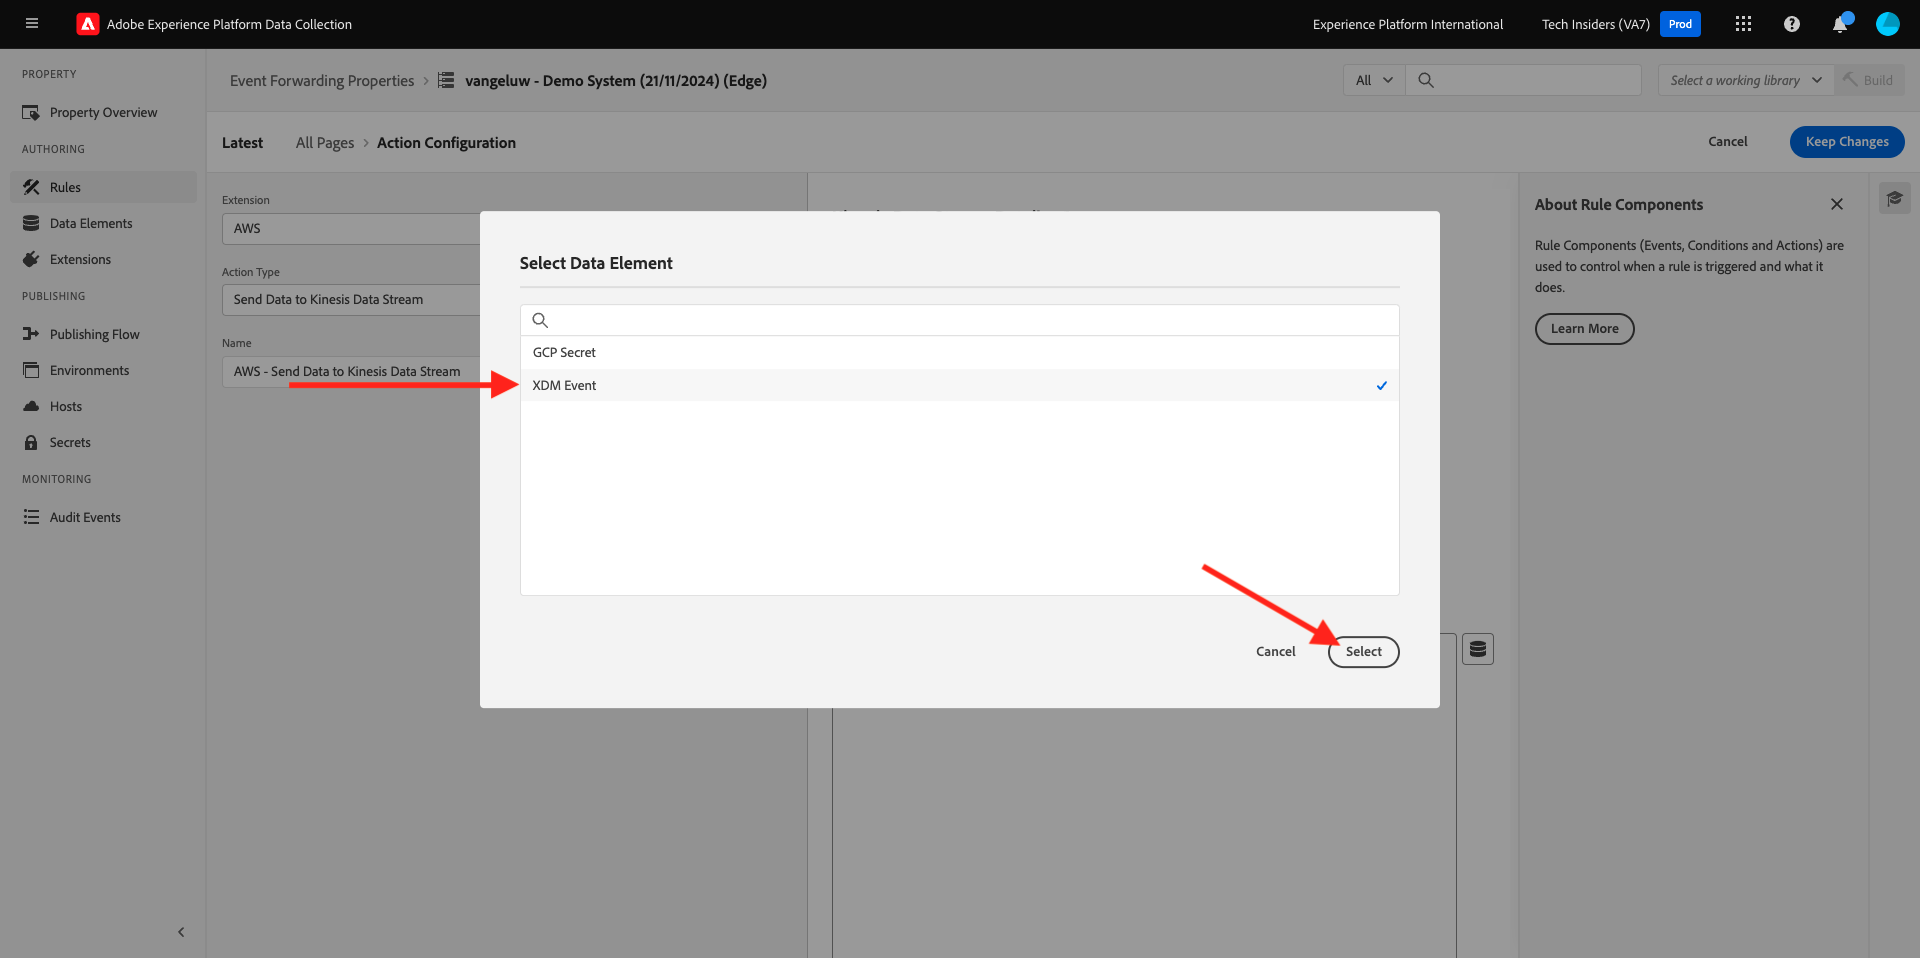 Adobe Experience Platform Data Collection
Experience Platform International
Tech Insiders (VA7)
Prod
PROPERTY
Property Overview
AUTHORING
Rules
Data Elements
Extensions
PUBLISHING
Publishing Flow
Environments
Hosts
Secrets
MONITORING
Audit Events
Event Forwarding Properties
vangeluw - Demo System (21/11/2024) (Edge)
All
Select a working library
Build
Latest
All Pages
Action Configuration
Cancel
Keep Changes
Extension
AWS
Action Type
Send Data to Kinesis Data Stream
Name
AWS - Send Data to Kinesis Data Stream
Select Data Element
GCP Secret
XDM Event
Cancel
Select
About Rule Components
Rule Components (Events, Conditions and Actions) are
used to control when a rule is triggered and what it
does.
Learn More